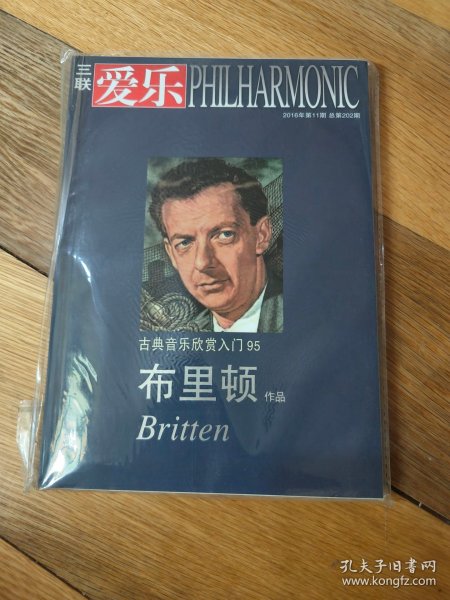 三联
爱乐
PHILHARMONIC
2016年第11期 总第202期
古典音乐欣赏入门 95
布里顿 作品
Britten
孔夫子旧书网
www.kongfz.com